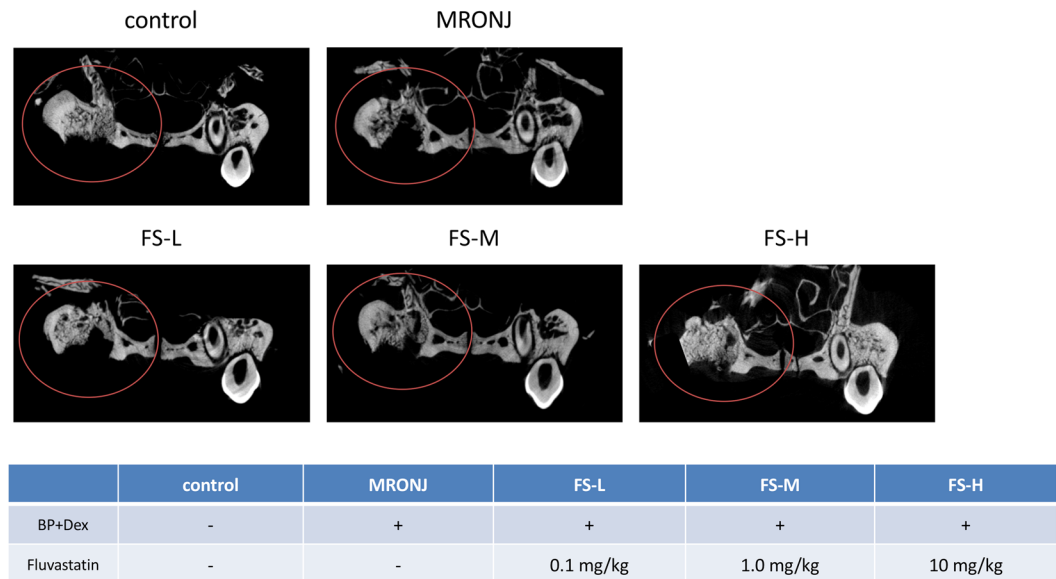 control MRONJ
FS-L FS-M FS-H
control MRONJ FS-L FS-M FS-H
BP+Dex - + + + +
Fluvastatin - - 0.1 mg/kg 1.0 mg/kg 10 mg/kg